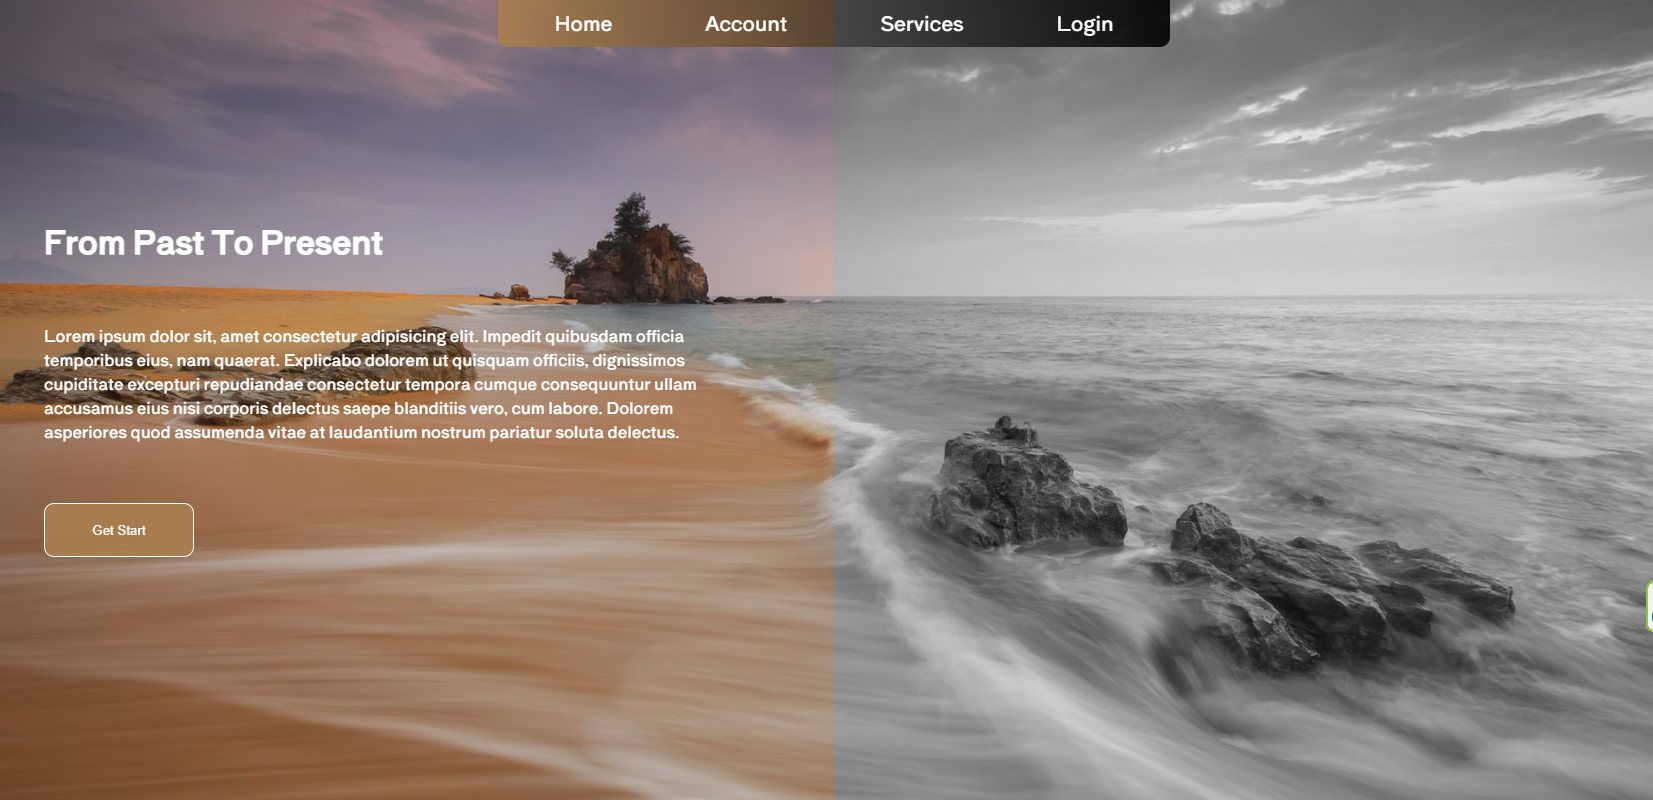 Home Account Services Login
From Past To Present
Lorem ipsum dolor sit, amet consectetur adipisicing elit. Impedit quibusdam officia
temporibus eius, nam quaerat. Explicabo dolorem ut quisquam officiis, dignissimos
cupiditate excepturi repudiandae consectetur tempora cumque consequuntur ullam
accusamus eius nisi corporis delectus saepe blanditiis vero, cum labore. Dolorem
asperiores quod assumenda vitae at laudantium nostrum pariatur soluta delectus.
Get Start